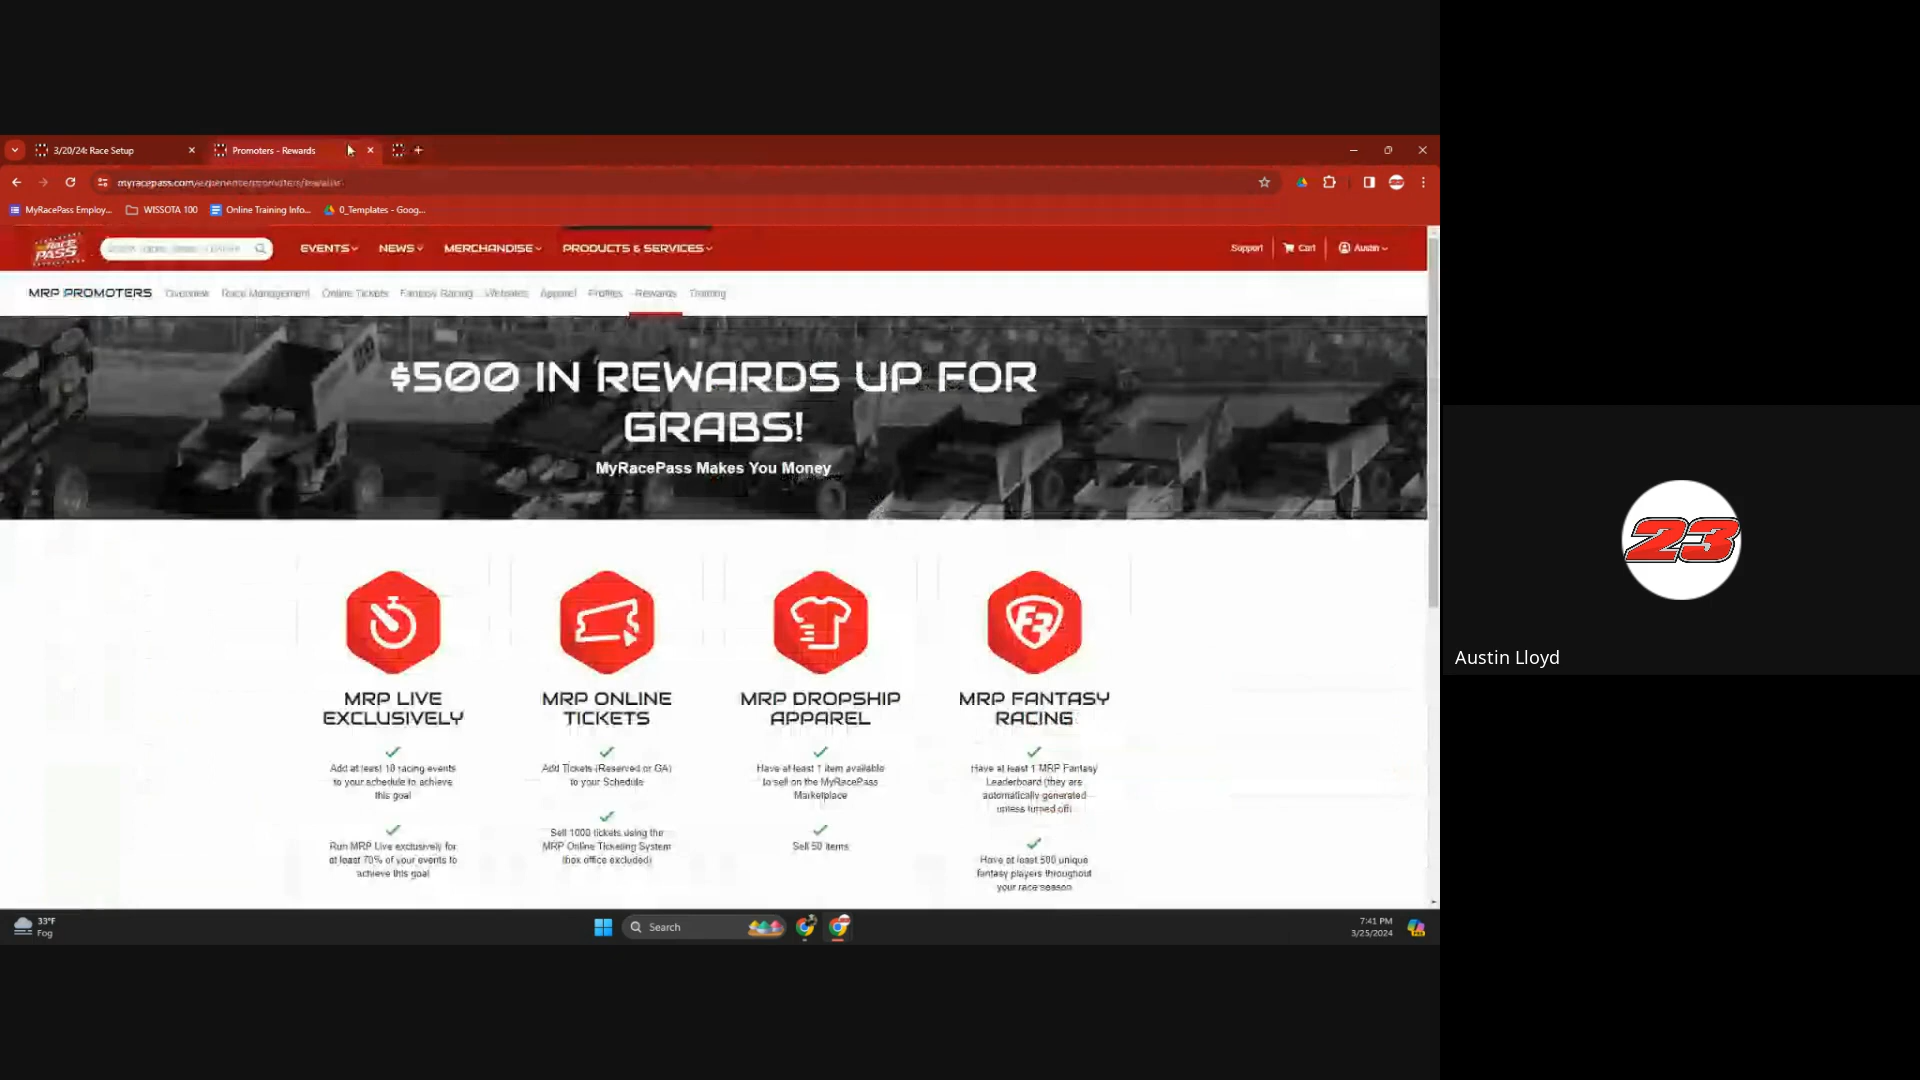 3/20/24: Race Setup
Promoters - Rewards
myracepass.com/
MyRacePass Employ...
WISSOTA 100
Online Training Info...
0_Templates - Goog...
RACE PASS
EVENTS
NEWS
MERCHANDISE
PRODUCTS & SERVICES
Support
Cart
Austin
MRP PROMOTERS
Overview
Race Management
Online Tickets
Fantasy Racing
Websites
Apparel
Profiles
Rewards
Training
$500 IN REWARDS UP FOR
GRABS!
MyRacePass Makes You Money
MRP LIVE
EXCLUSIVELY
Add at least 10 racing events
to your schedule to achieve
this goal
Run MRP Live exclusively for
at least 70% of your events to
achieve this goal
MRP ONLINE
TICKETS
Add Tickets (Reserved or GA)
to your Schedule
Sell 1000 tickets using the
MRP Online Ticketing System
(box office excluded)
MRP DROPSHIP
APPAREL
Have at least 1 item available
to sell on the MyRacePass
Marketplace
Sell 50 items
MRP FANTASY
RACING
Have at least 1 MRP Fantasy
Leaderboard (they are
automatically generated
unless turned off)
Have at least 500 unique
fantasy players throughout
your race season
33°F
Fog
Search
7:41 PM
3/25/2024
23
Austin Lloyd